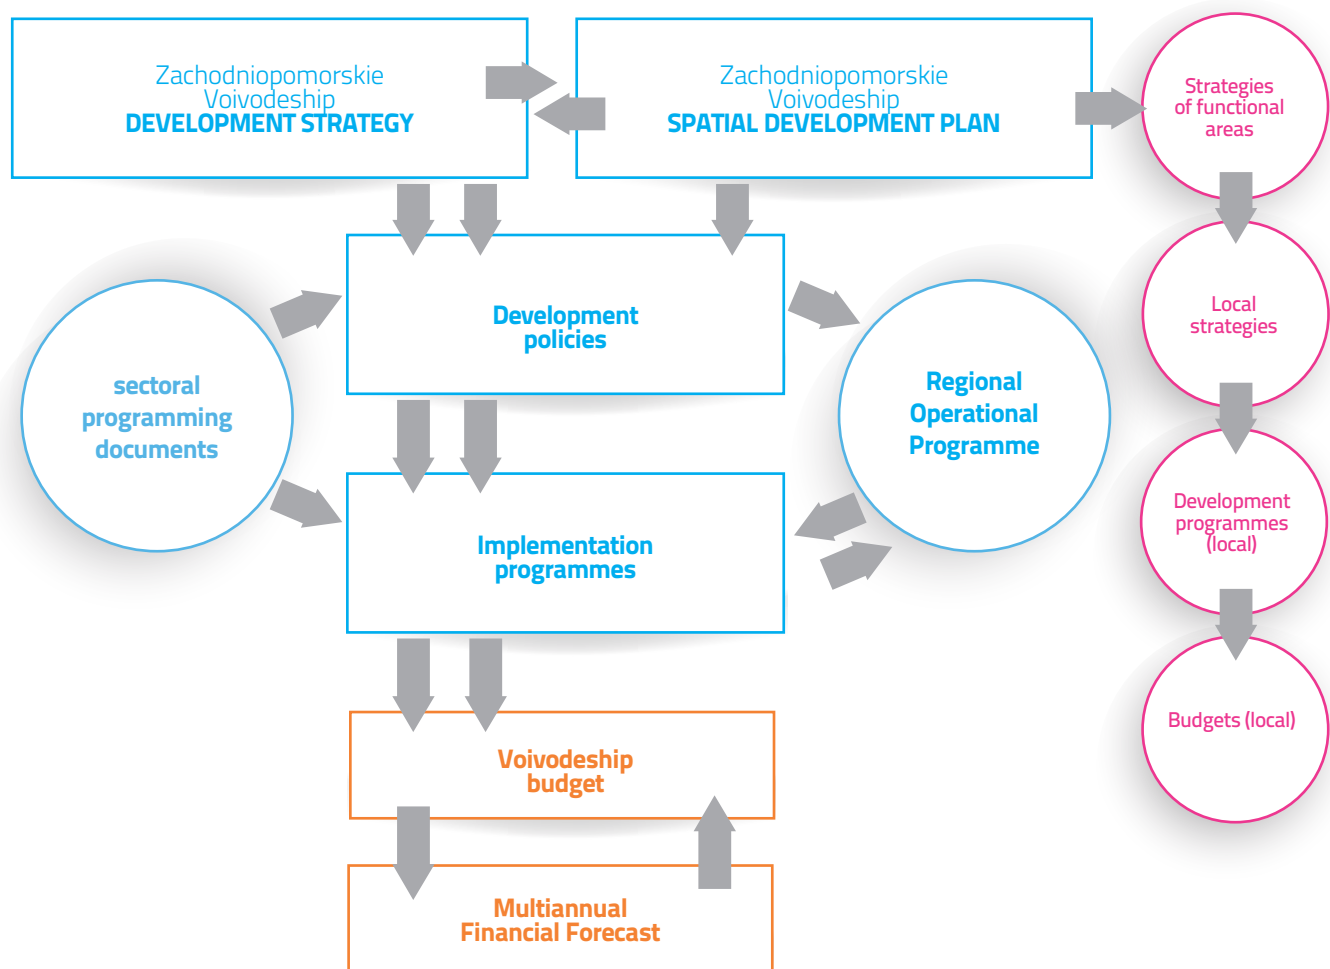 Zachodniopomorskie
Voivodeship
DEVELOPMENT STRATEGY
Zachodniopomorskie
Voivodeship
SPATIAL DEVELOPMENT PLAN
Strategies
of functional
areas
Development
policies
Local
strategies
sectoral
programming
documents
Regional
Operational
Programme
Implementation
programmes
Development
programmes
(local)
Voivodeship
budget
Budgets (local)
Multiannual
Financial Forecast